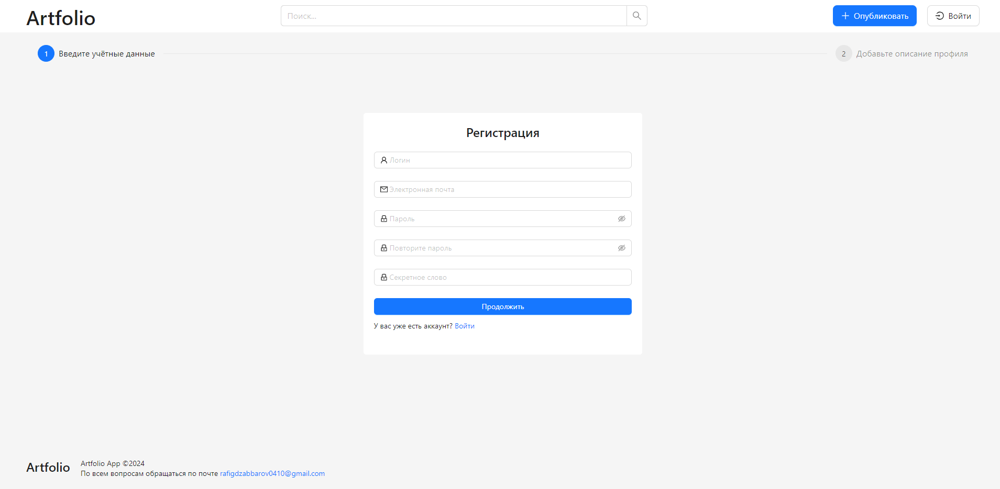 Artfolio
Поиск...
Опубликовать
Войти
1 Введите учётные данные
2 Добавьте описание профиля
Регистрация
Логин
Электронная почта
Пароль
Повторите пароль
Секретное слово
Продолжить
У вас уже есть аккаунт? Войти
Artfolio
Artfolio App ©2024
По всем вопросам обращаться по почте rafigdzabbarov0410@gmail.com